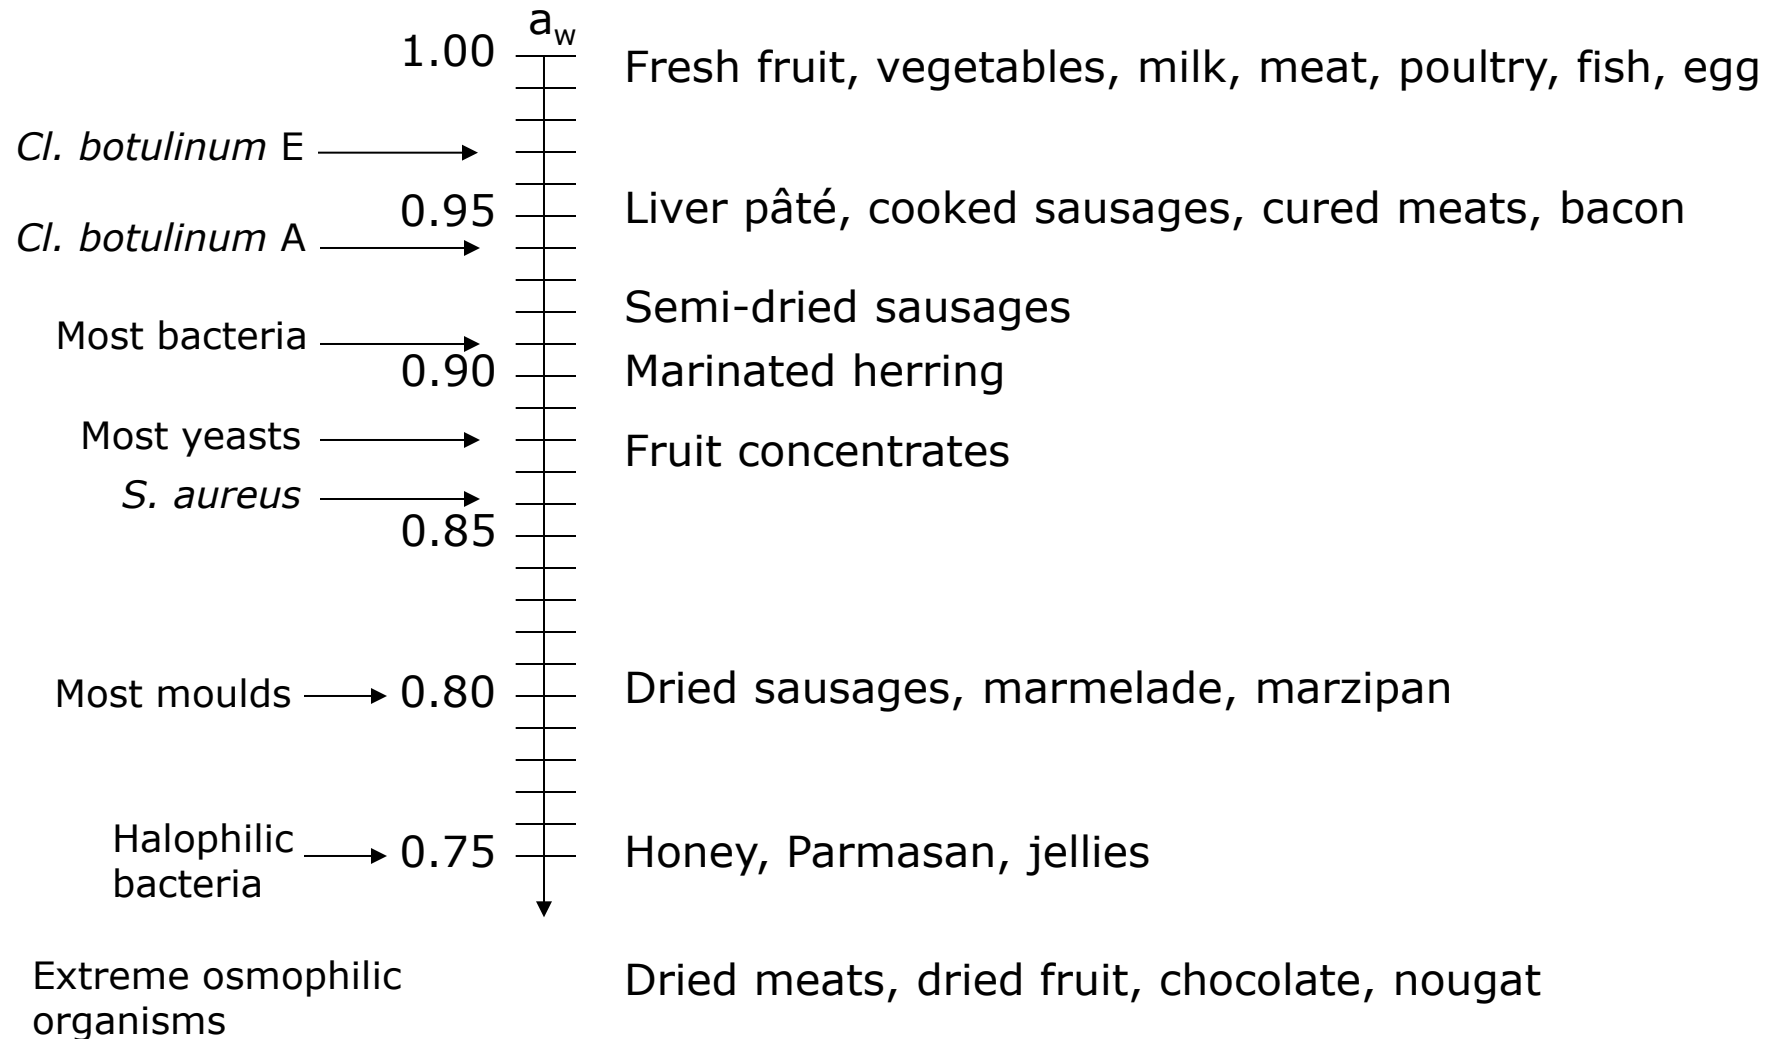 a_w
1.00 Fresh fruit, vegetables, milk, meat, poultry, fish, egg
Cl. botulinum E
0.95 Liver pâté, cooked sausages, cured meats, bacon
Cl. botulinum A
Semi-dried sausages
Most bacteria
0.90 Marinated herring
Most yeasts Fruit concentrates
S. aureus
0.85
Most moulds 0.80 Dried sausages, marmelade, marzipan
Halophilic
bacteria
0.75 Honey, Parmasan, jellies
Extreme osmophilic
organisms
Dried meats, dried fruit, chocolate, nougat